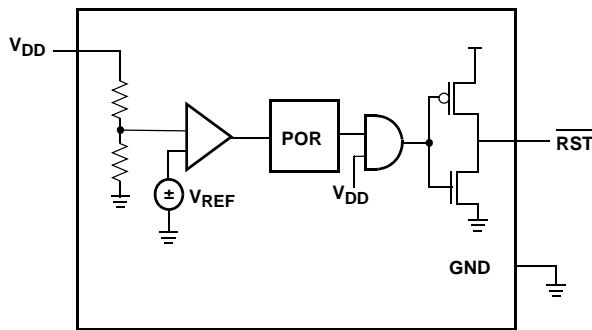 VDD
POR
± VREF
VDD
RST
GND